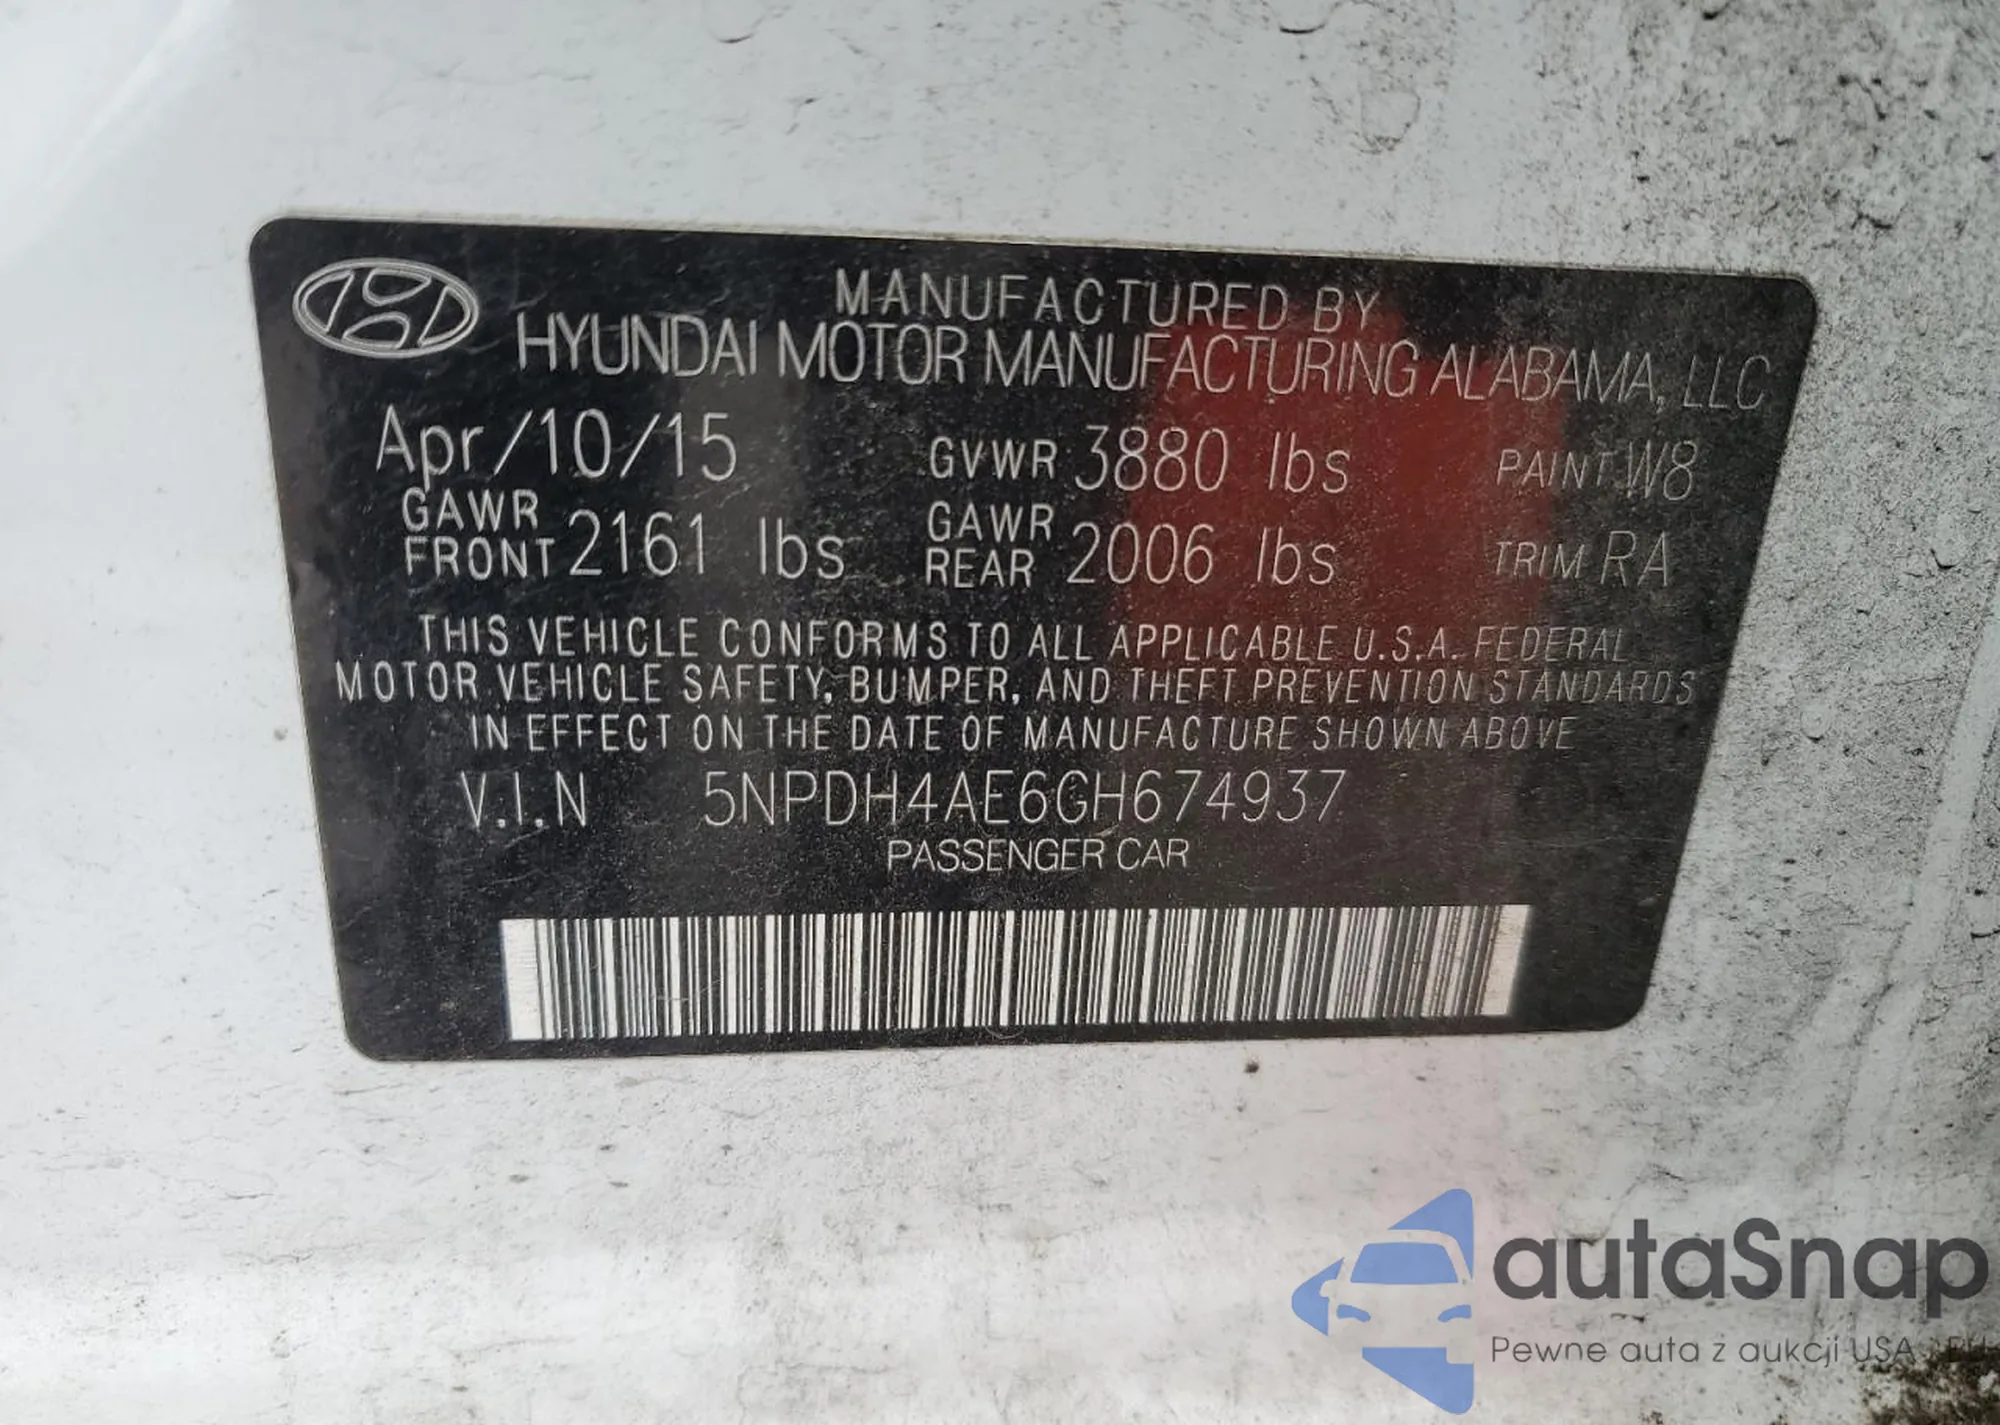 MANUFACTURED BY
HYUNDAI MOTOR MANUFACTURING ALABAMA, LLC
Apr/10/15 GVWR 3880 lbs PAINT W8
GAWR FRONT 2161 lbs GAWR REAR 2006 lbs TRIM RA
THIS VEHICLE CONFORMS TO ALL APPLICABLE U.S.A. FEDERAL
MOTOR VEHICLE SAFETY, BUMPER, AND THEFT PREVENTION STANDARDS
IN EFFECT ON THE DATE OF MANUFACTURE SHOWN ABOVE
V.I.N 5NPDH4AE6GH674937
PASSENGER CAR
autaSnap
Pewne auta z aukcji USA i EU